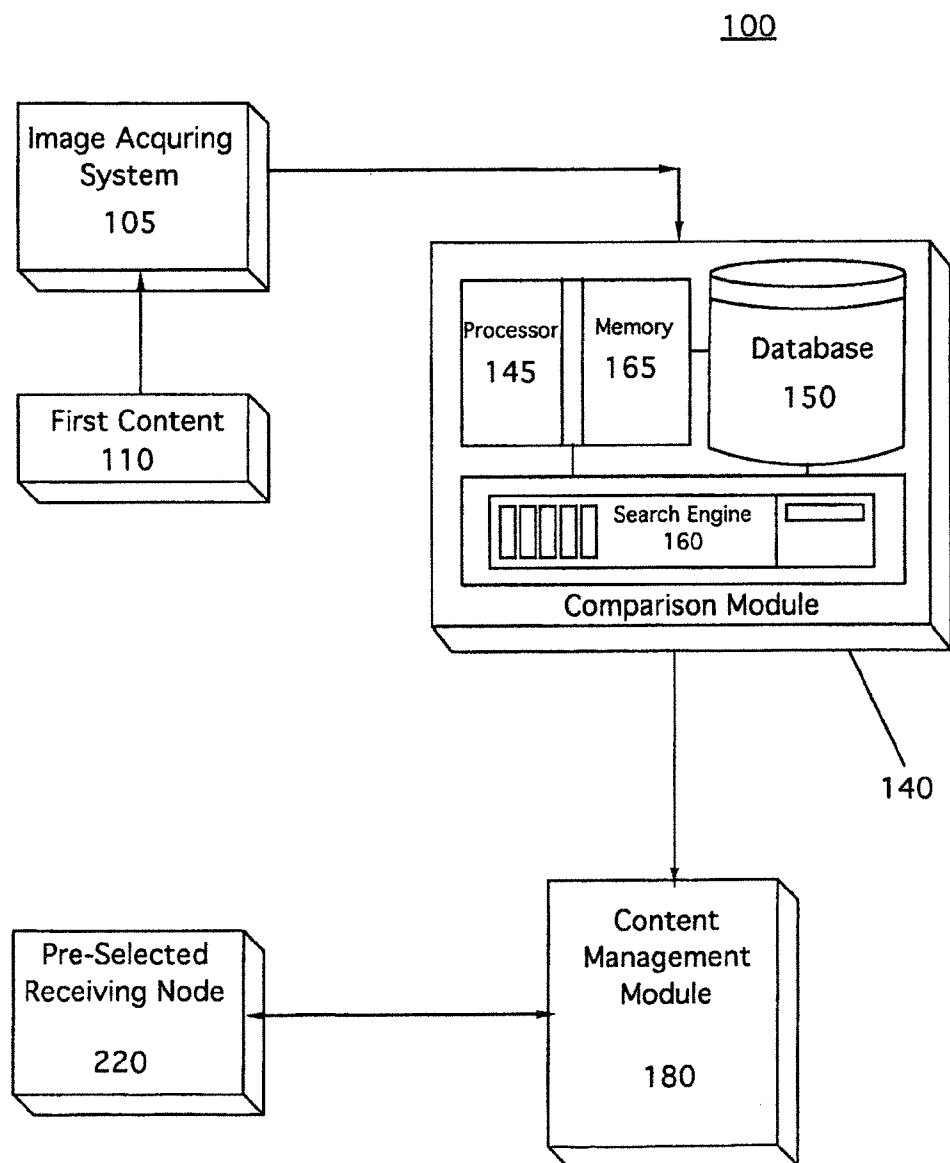 100
Image Acquring
System
105
First Content
110
Processor
145
Memory
165
Database
150
Search Engine
160
Comparison Module
140
Pre-Selected
Receiving Node
220
Content
Management
Module
180